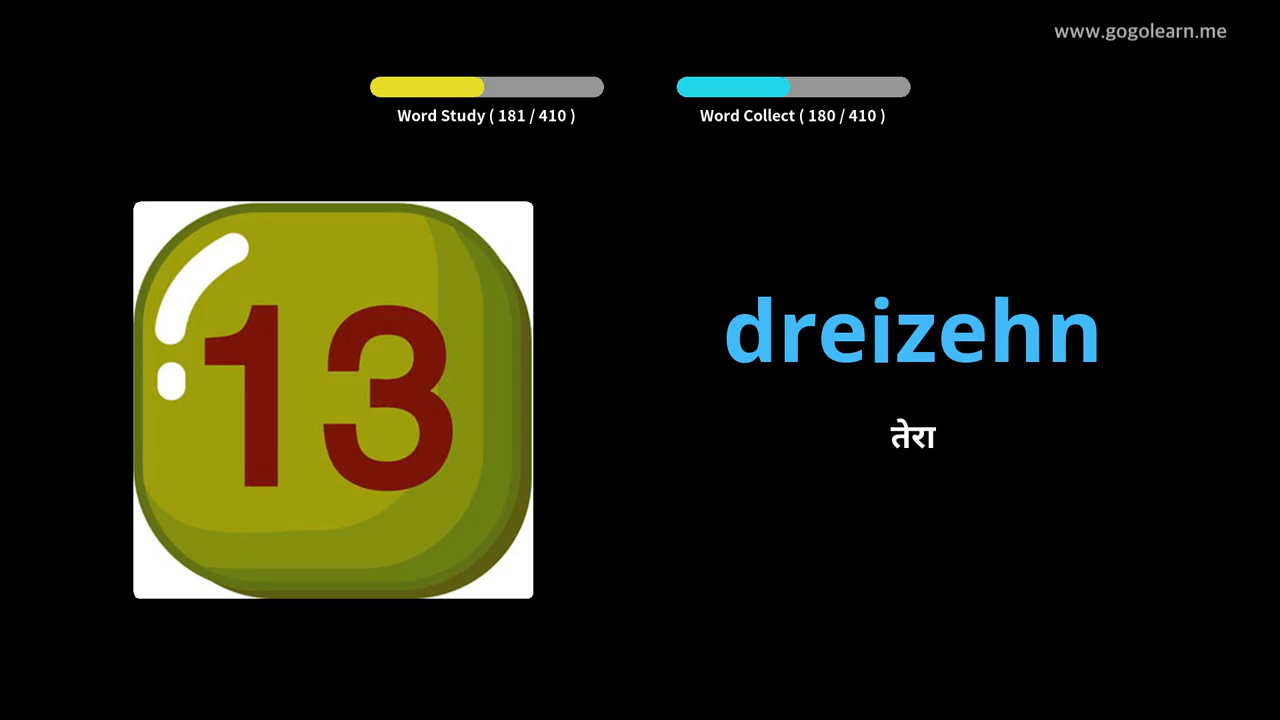 www.gogolearn.me
Word Study ( 181 / 410 )
Word Collect ( 180 / 410 )
13
dreizehn
तेरा